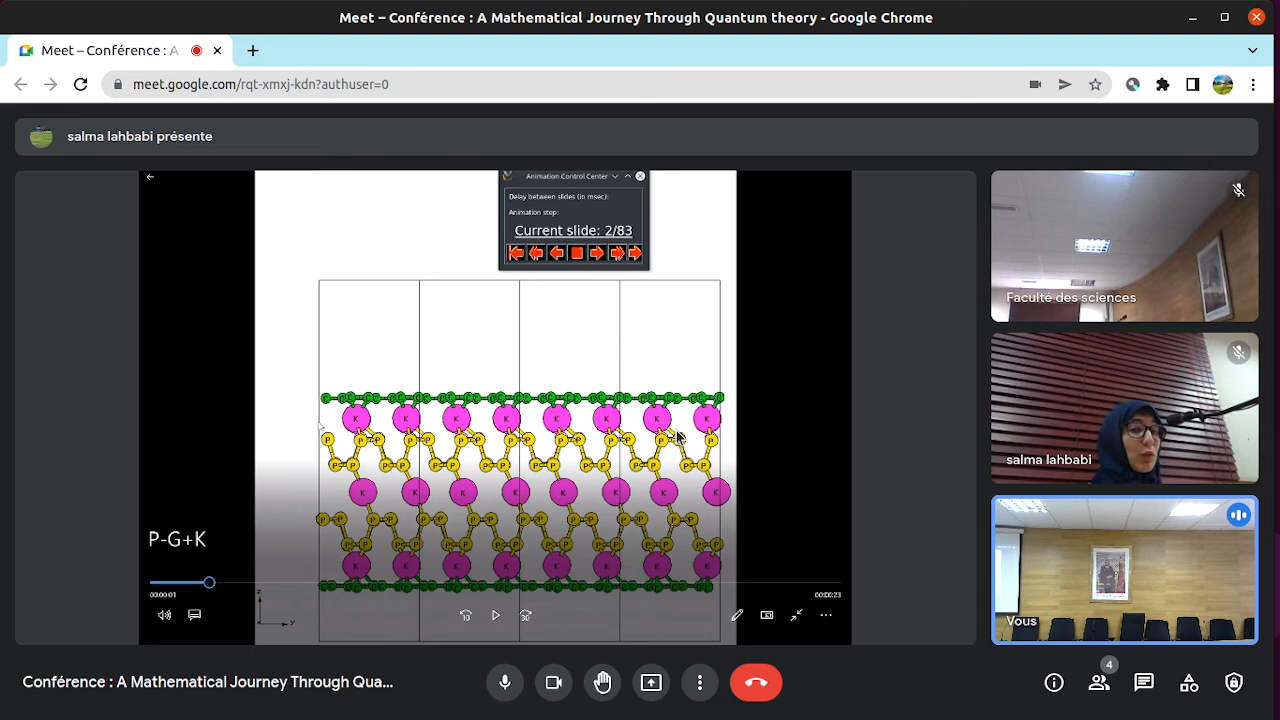 Meet – Conférence : A Mathematical Journey Through Quantum theory - Google Chrome
Meet – Conférence : A
meet.google.com/rqt-xmxj-kdn?authuser=0
salma lahbabi présente
Animation Control Center
Delay between slides (in msec):
Animation step:
Current slide: 2/83
K K K K K K K K
K K K K K K K K
K K K K K K K K
z
y
P-G+K
00:00:01
00:00:23
10
30
Faculté des sciences
salma lahbabi
Vous
Conférence : A Mathematical Journey Through Qua...
4